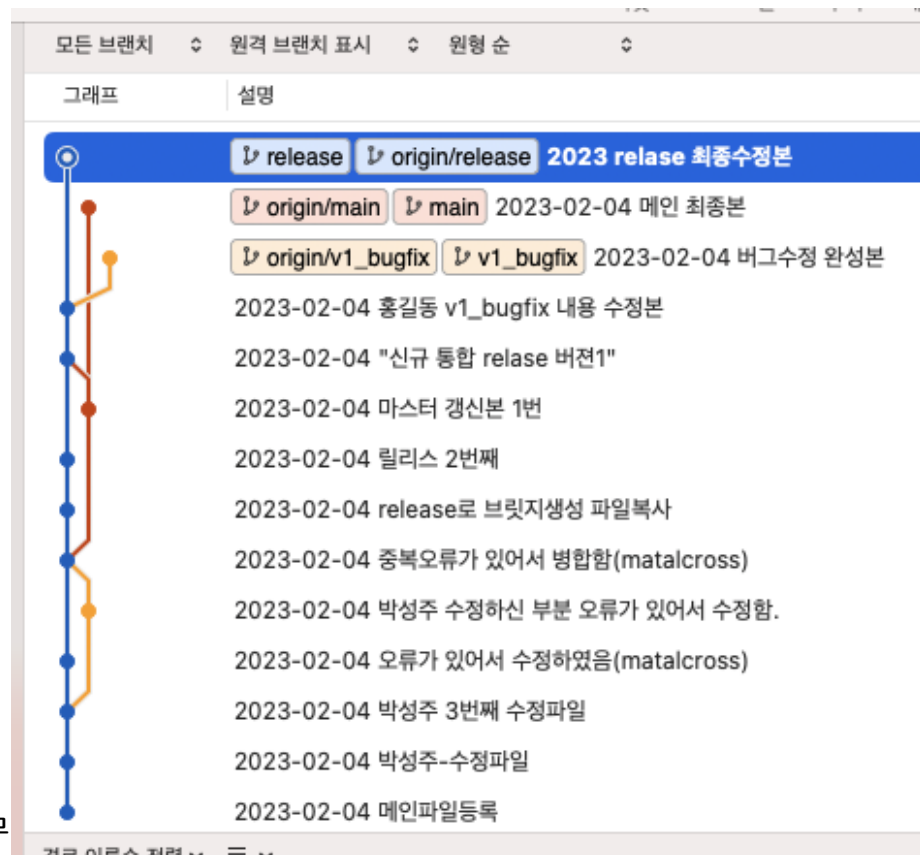 모든 브랜치 원격 브랜치 표시 원형 순
그래프 설명
release origin/release 2023 relase 최종수정본
origin/main main 2023-02-04 메인 최종본
origin/v1_bugfix v1_bugfix 2023-02-04 버그수정 완성본
2023-02-04 홍길동 v1_bugfix 내용 수정본
2023-02-04 "신규 통합 relase 버젼1"
2023-02-04 마스터 갱신본 1번
2023-02-04 릴리스 2번째
2023-02-04 release로 브릿지생성 파일복사
2023-02-04 중복오류가 있어서 병합함(matalcross)
2023-02-04 박성주 수정하신 부분 오류가 있어서 수정함.
2023-02-04 오류가 있어서 수정하였음(matalcross)
2023-02-04 박성주 3번째 수정파일
2023-02-04 박성주-수정파일
2023-02-04 메인파일등록